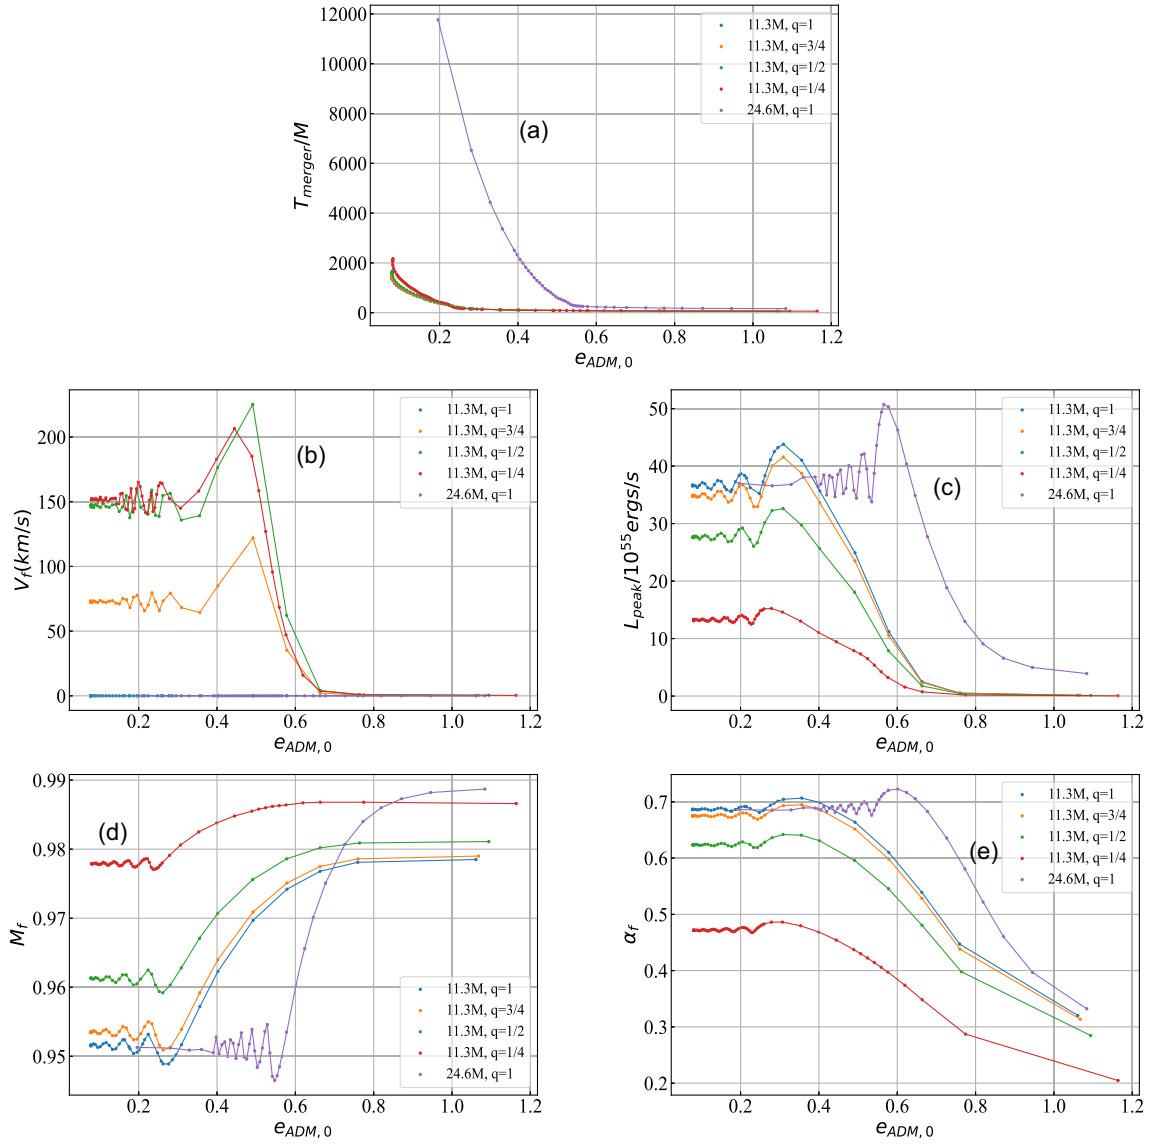 12000
10000
8000
6000
4000
2000
0
T_merger/M
(a)
11.3M, q=1
11.3M, q=3/4
11.3M, q=1/2
11.3M, q=1/4
24.6M, q=1
0.2 0.4 0.6 0.8 1.0 1.2
e_ADM, 0
200
150
100
50
0
V_f(km/s)
(b)
11.3M, q=1
11.3M, q=3/4
11.3M, q=1/2
11.3M, q=1/4
24.6M, q=1
0.2 0.4 0.6 0.8 1.0 1.2
e_ADM, 0
50
40
30
20
10
0
L_peak/10^55 ergs/s
(c)
11.3M, q=1
11.3M, q=3/4
11.3M, q=1/2
11.3M, q=1/4
24.6M, q=1
0.2 0.4 0.6 0.8 1.0 1.2
e_ADM, 0
0.99
0.98
0.97
0.96
0.95
M_f
(d)
11.3M, q=1
11.3M, q=3/4
11.3M, q=1/2
11.3M, q=1/4
24.6M, q=1
0.2 0.4 0.6 0.8 1.0 1.2
e_ADM, 0
0.7
0.6
0.5
0.4
0.3
0.2
α_f
(e)
11.3M, q=1
11.3M, q=3/4
11.3M, q=1/2
11.3M, q=1/4
24.6M, q=1
0.2 0.4 0.6 0.8 1.0 1.2
e_ADM, 0